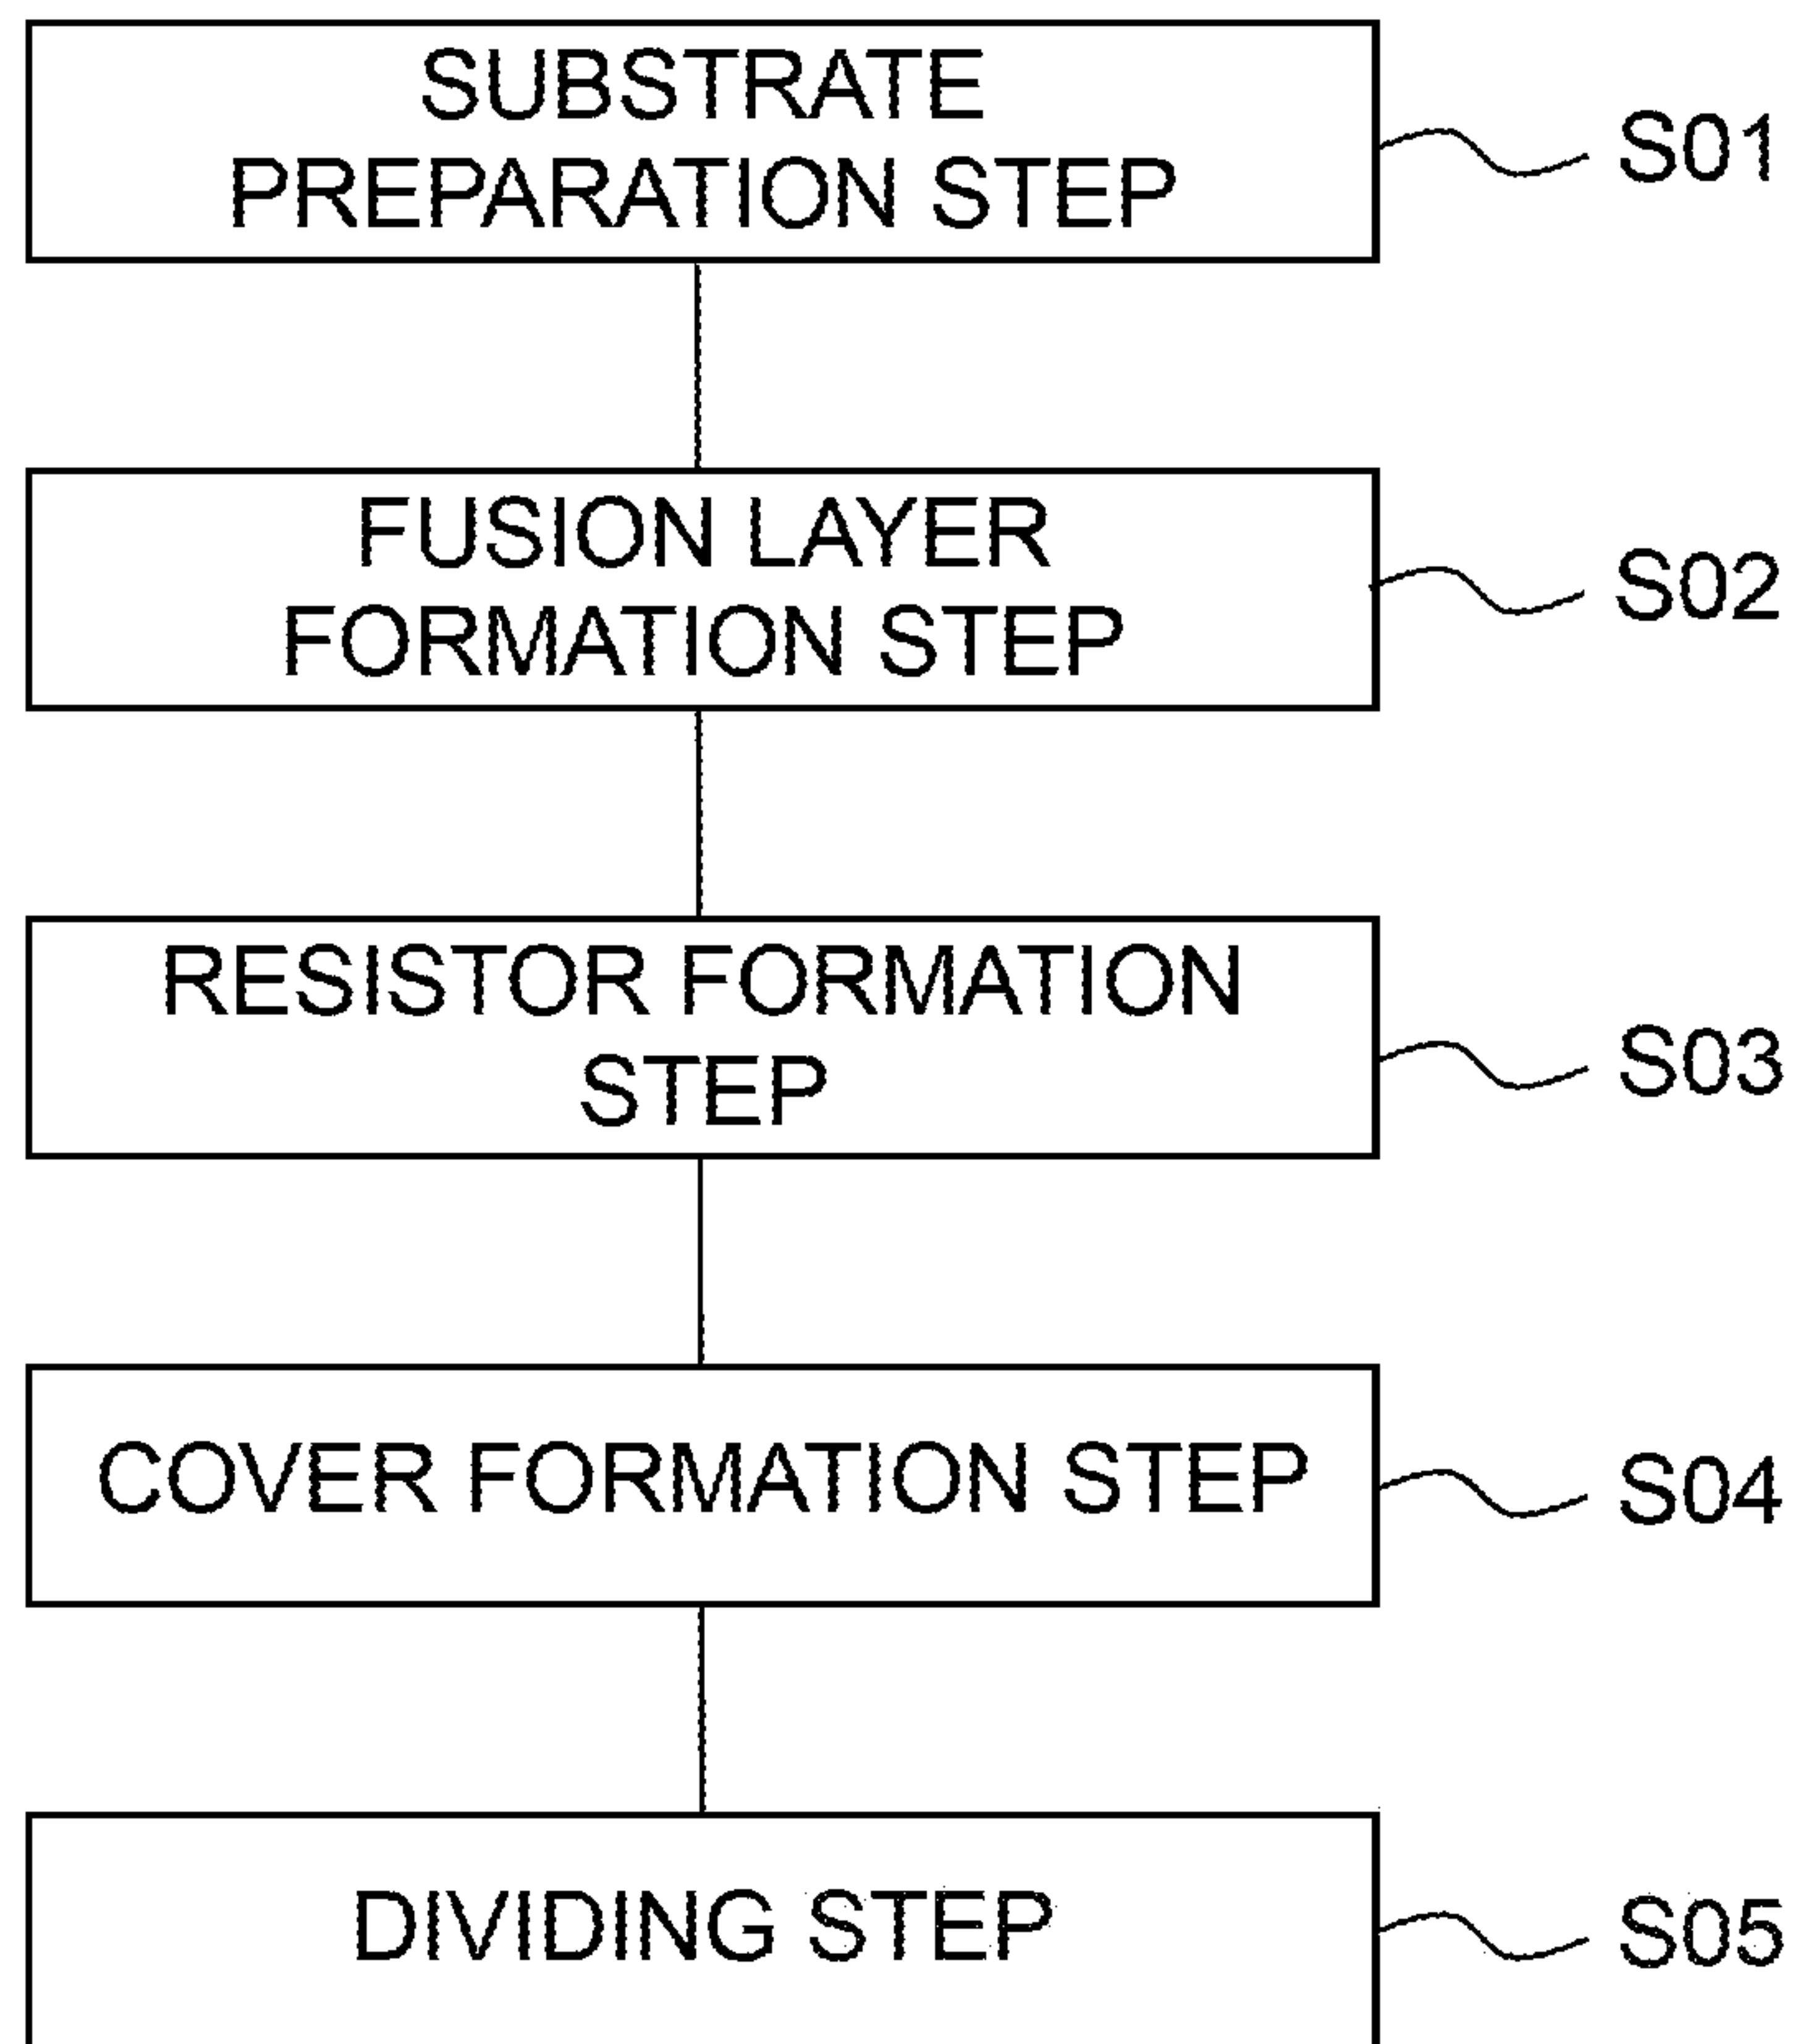 SUBSTRATE
PREPARATION STEP
S01
FUSION LAYER
FORMATION STEP
S02
RESISTOR FORMATION
STEP
S03
COVER FORMATION STEP
S04
DIVIDING STEP
S05